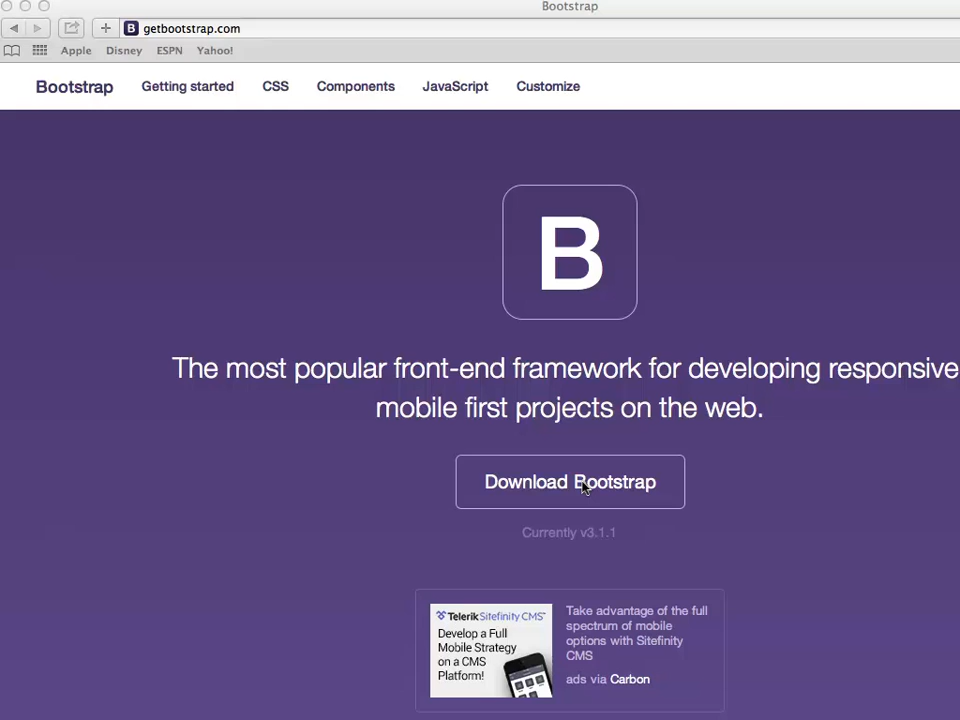 Bootstrap
B getbootstrap.com
Apple Disney ESPN Yahoo!
Bootstrap Getting started CSS Components JavaScript Customize
B
The most popular front-end framework for developing responsive
mobile first projects on the web.
Download Bootstrap
Currently v3.1.1
Telerik Sitefinity CMS
Develop a Full
Mobile Strategy
on a CMS
Platform!
Take advantage of the full
spectrum of mobile
options with Sitefinity
CMS
ads via Carbon